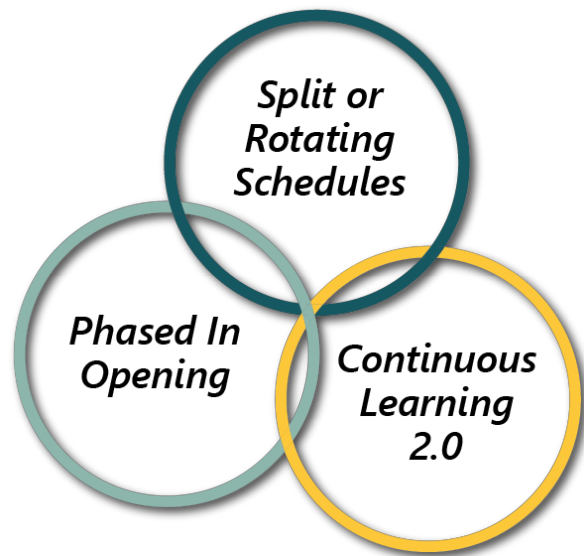 Split or
Rotating
Schedules
Phased In
Opening
Continuous
Learning
2.0